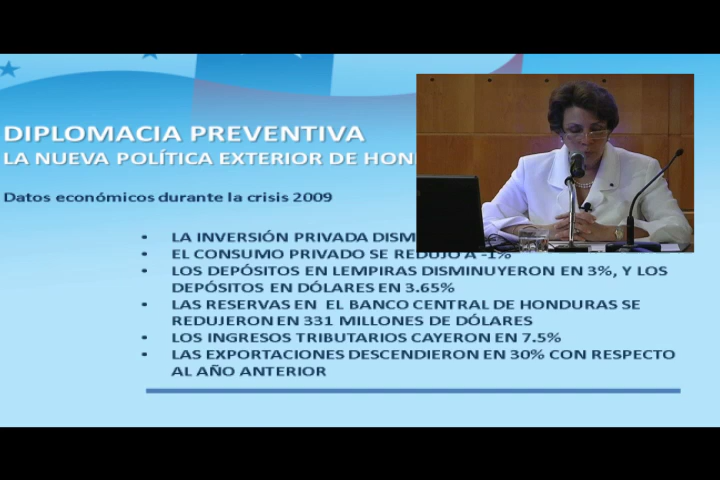 DIPLOMACIA PREVENTIVA
LA NUEVA POLÍTICA EXTERIOR DE
Datos económicos durante la crisis 2009
• LA INVERSIÓN PRIVADA
• EL CONSUMO PRIVADO SE REDUJO A -1%
• LOS DEPÓSITOS EN LEMPIRAS DISMINUYERON EN 3%, Y LOS
DEPÓSITOS EN DÓLARES EN 3.65%
• LAS RESERVAS EN EL BANCO CENTRAL DE HONDURAS SE
REDUJERON EN 331 MILLONES DE DÓLARES
• LOS INGRESOS TRIBUTARIOS CAYERON EN 7.5%
• LAS EXPORTACIONES DESCENDIERON EN 30% CON RESPECTO
AL AÑO ANTERIOR